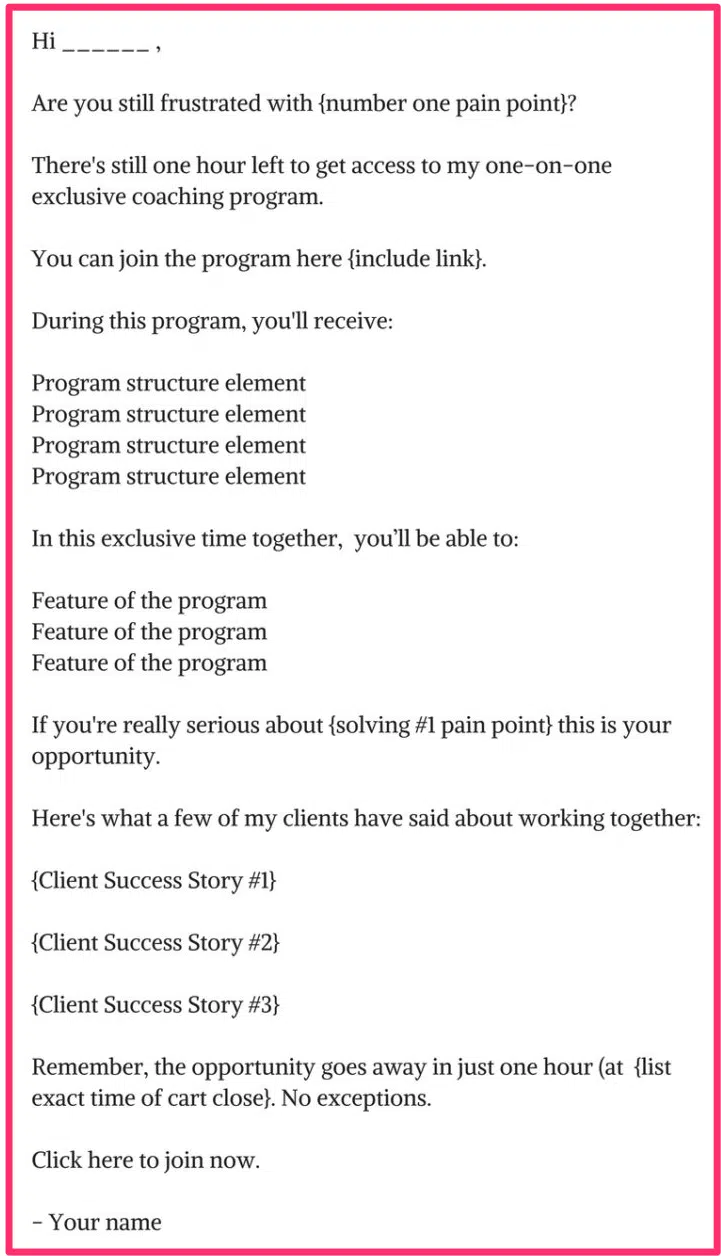 Hi ______ ,
Are you still frustrated with {number one pain point}?
There's still one hour left to get access to my one-on-one
exclusive coaching program.
You can join the program here {include link}.
During this program, you'll receive:
Program structure element
Program structure element
Program structure element
Program structure element
In this exclusive time together,  you’ll be able to:
Feature of the program
Feature of the program
Feature of the program
If you're really serious about {solving #1 pain point} this is your
opportunity.
Here's what a few of my clients have said about working together:
{Client Success Story #1}
{Client Success Story #2}
{Client Success Story #3}
Remember, the opportunity goes away in just one hour (at  {list
exact time of cart close}. No exceptions.
Click here to join now.
- Your name